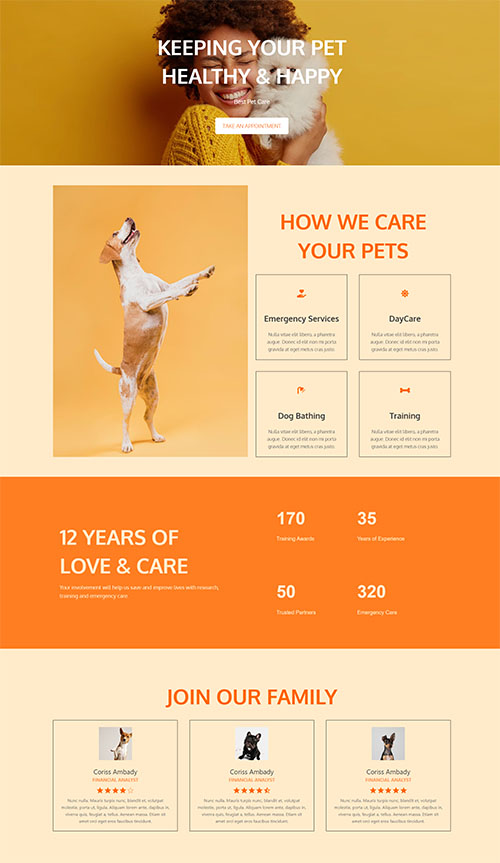 KEEPING YOUR PET
HEALTHY & HAPPY
Best Pet Care
TAKE AN APPOINTMENT
HOW WE CARE
YOUR PETS
Emergency Services
Nulla vitae elit libero, a pharetra
augue. Donec id elit non mi porta
gravida at eget metus cras justo.
DayCare
Nulla vitae elit libero, a pharetra
augue. Donec id elit non mi porta
gravida at eget metus cras justo.
Dog Bathing
Nulla vitae elit libero, a pharetra
augue. Donec id elit non mi porta
gravida at eget metus cras justo.
Training
Nulla vitae elit libero, a pharetra
augue. Donec id elit non mi porta
gravida at eget metus cras justo.
12 YEARS OF
LOVE & CARE
Your involvement will help us save and improve lives with research,
training and emergency care
170
Training Awards
35
Years of Experience
50
Trusted Partners
320
Emergency Care
JOIN OUR FAMILY
Coriss Ambady
FINANCIAL ANALYST
Nunc nulla. Mauris turpis nunc, blandit et, volutpat
molestie, porta ut, ligula. Aliquam lorem ante, dapibus in,
viverra quis, feugiat a, tellus. Aenean massa. Etiam sit
amet orci eget eros faucibus tincidunt.
Coriss Ambady
FINANCIAL ANALYST
Nunc nulla. Mauris turpis nunc, blandit et, volutpat
molestie, porta ut, ligula. Aliquam lorem ante, dapibus in,
viverra quis, feugiat a, tellus. Aenean massa. Etiam sit
amet orci eget eros faucibus tincidunt.
Coriss Ambady
FINANCIAL ANALYST
Nunc nulla. Mauris turpis nunc, blandit et, volutpat
molestie, porta ut, ligula. Aliquam lorem ante, dapibus in,
viverra quis, feugiat a, tellus. Aenean massa. Etiam sit
amet orci eget eros faucibus tincidunt.